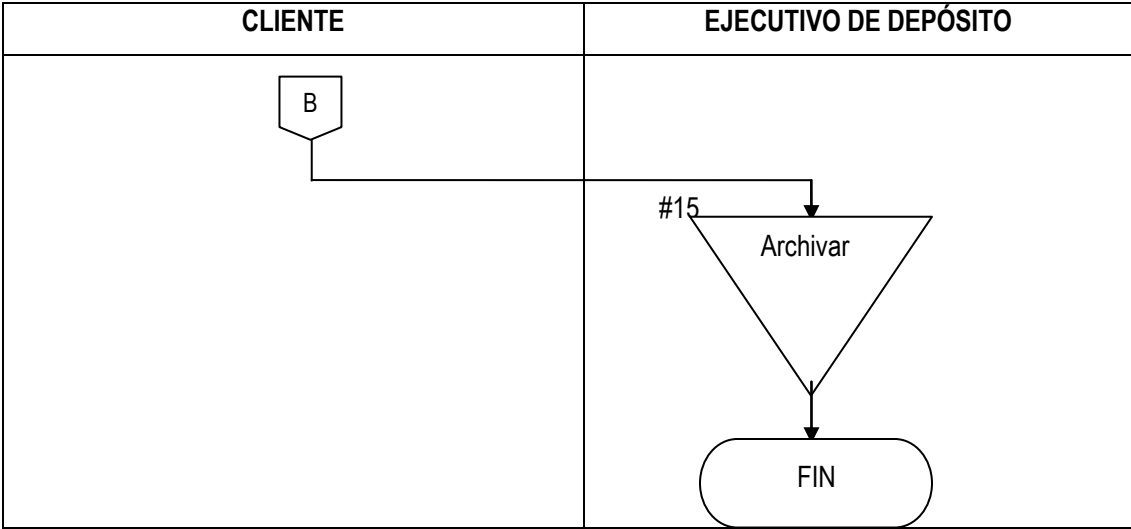 CLIENTE
EJECUTIVO DE DEPÓSITO
B
#15
Archivar
FIN